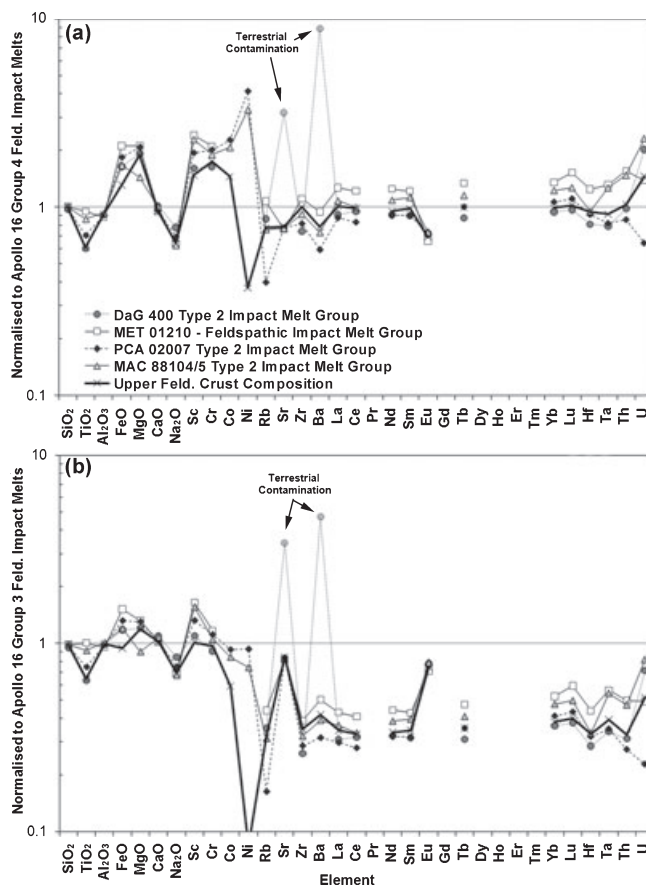 10
(a)
Terrestrial
Contamination
Normalised to Apollo 16 Group 4 Feld. Impact Melts
1
DaG 400 Type 2 Impact Melt Group
MET 01210 - Feldspathic Impact Melt Group
PCA 02007 Type 2 Impact Melt Group
MAC 88104/5 Type 2 Impact Melt Group
Upper Feld. Crust Composition
0.1
SiO₂ TiO₂ Al₂O₃ FeO MgO CaO Na₂O Sc Cr Co Ni Rb Sr Zr Ba La Ce Pr Nd Sm Eu Gd Tb Dy Ho Er Tm Yb Lu Hf Ta Th U
10
(b)
Terrestrial
Contamination
Normalised to Apollo 16 Group 3 Feld. Impact Melts
1
0.1
SiO₂ TiO₂ Al₂O₃ FeO MgO CaO Na₂O Sc Cr Co Ni Rb Sr Zr Ba La Ce Pr Nd Sm Eu Gd Tb Dy Ho Er Tm Yb Lu Hf Ta Th U
Element